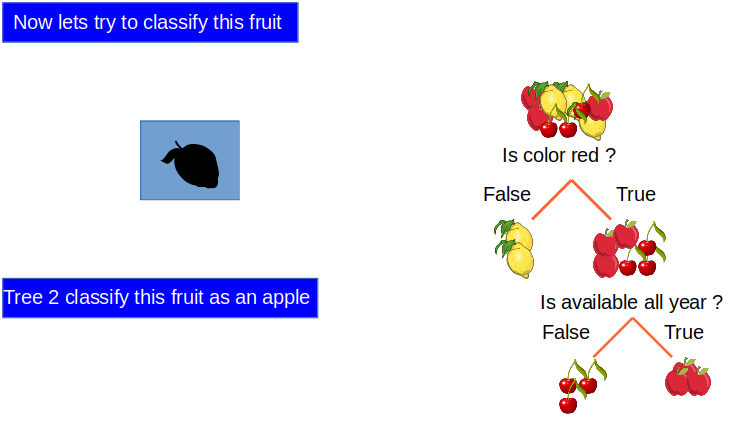 Now lets try to classify this fruit
Is color red ?
False
True
Tree 2 classify this fruit as an apple
Is available all year ?
False
True